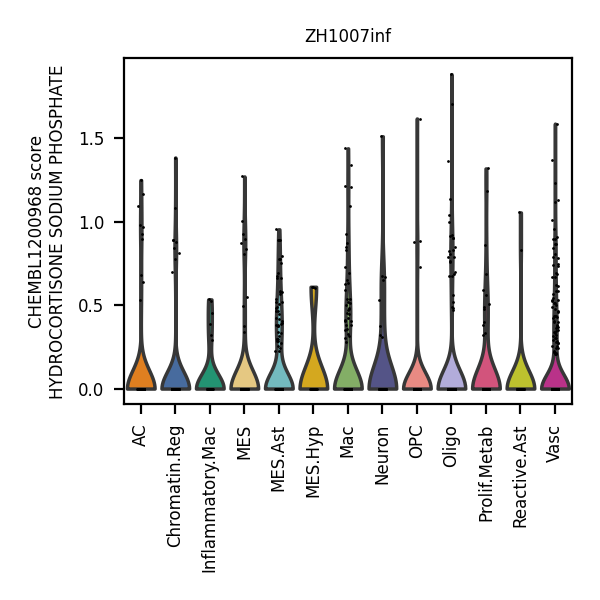 ZH1007inf
CHEMBL1200968 score
HYDROCORTISONE SODIUM PHOSPHATE
1.5
1.0
0.5
0.0
AC
Chromatin.Reg
Inflammatory.Mac
MES
MES.Ast
MES.Hyp
Mac
Neuron
OPC
Oligo
Prolif.Metab
Reactive.Ast
Vasc